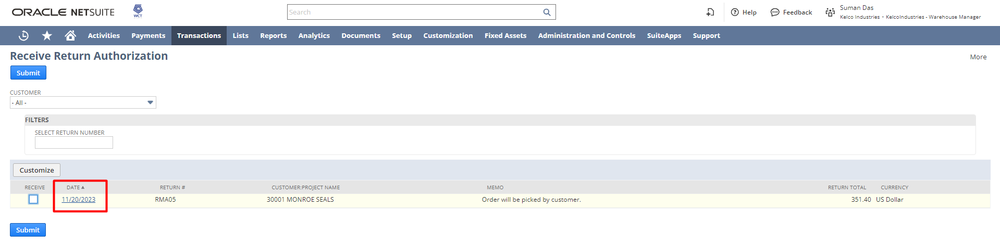 ORACLE NETSUITE
WCT
Search
Help
Feedback
Suman Das
Kelco Industries - KelcoIndustries - Warehouse Manager
Activities Payments Transactions Lists Reports Analytics Documents Setup Customization Fixed Assets Administration and Controls SuiteApps Support
Receive Return Authorization
More
Submit
CUSTOMER
- All -
FILTERS
SELECT RETURN NUMBER
Customize
RECEIVE DATE RETURN # CUSTOMER:PROJECT NAME MEMO RETURN TOTAL CURRENCY
11/20/2023 RMA05 30001 MONROE SEALS Order will be picked by customer. 351.40 US Dollar
Submit